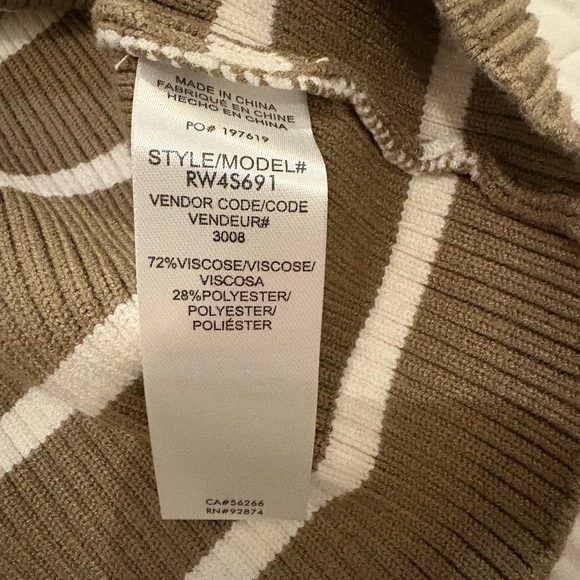 MADE IN CHINA
FABRIQUÉ EN CHINE
HECHO EN CHINA
PO# 197619
STYLE/MODEL#
RW4S691
VENDOR CODE/CODE
VENDEUR#
3008
72%VISCOSE/VISCOSE/
VISCOSA
28%POLYESTER/
POLYESTER/
POLIÉSTER
CA#56266
RN#92874